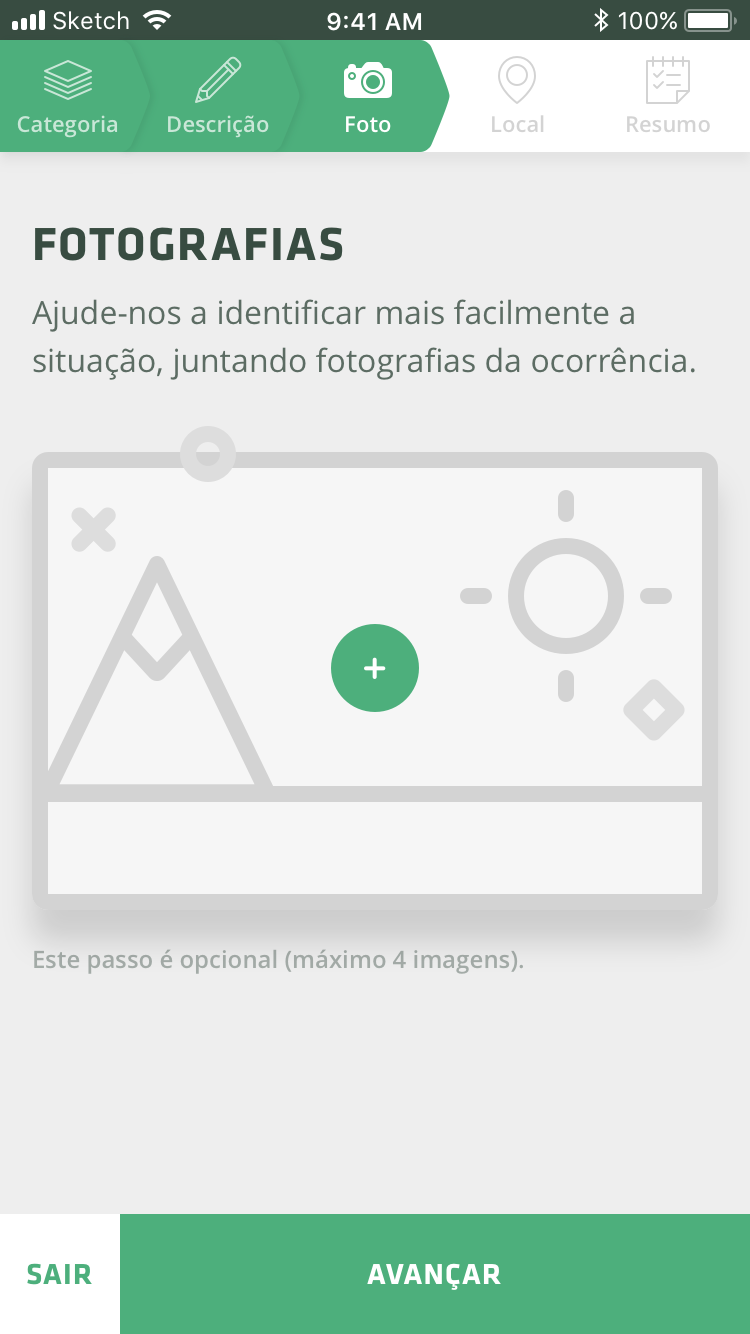 Sketch 9:41 AM 100%
Categoria Descrição Foto Local Resumo
FOTOGRAFIAS
Ajude-nos a identificar mais facilmente a
situação, juntando fotografias da ocorrência.
Este passo é opcional (máximo 4 imagens).
SAIR AVANÇAR